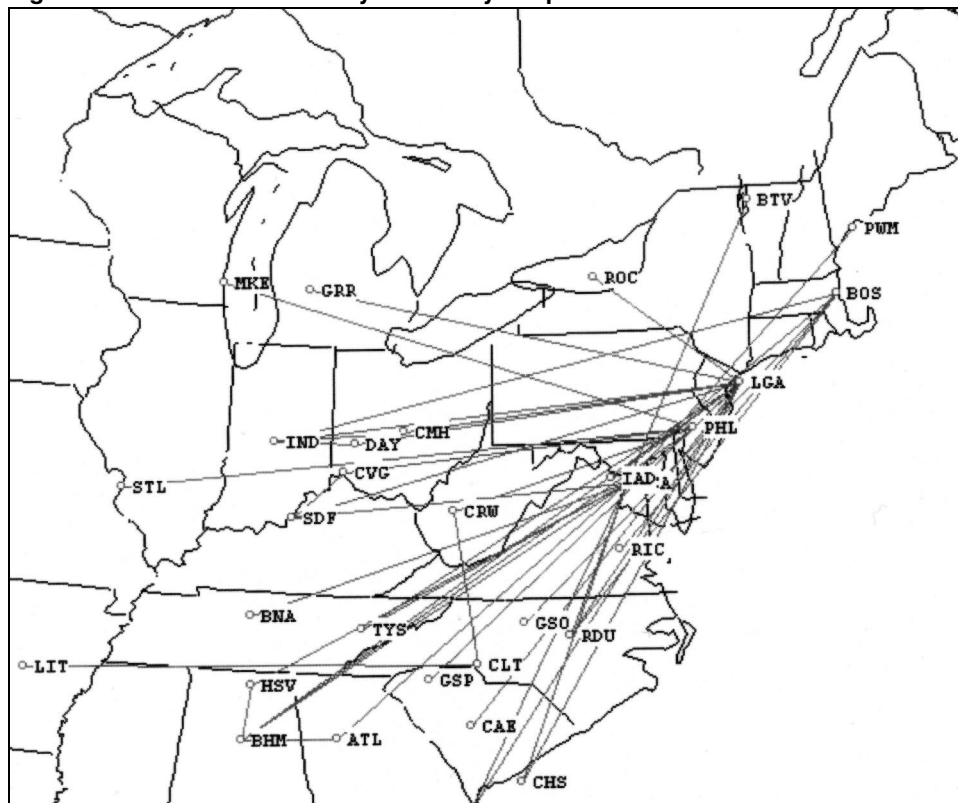 BTV
PWM
MKE
GRR
ROC
BOS
LGA
PHL
IND
DAY
CMH
CVG
STL
IAD
CRW
SDF
RIC
BNA
TYS
GSO
RDU
LIT
CLT
HSV
GSP
CAE
BHM
ATL
CHS